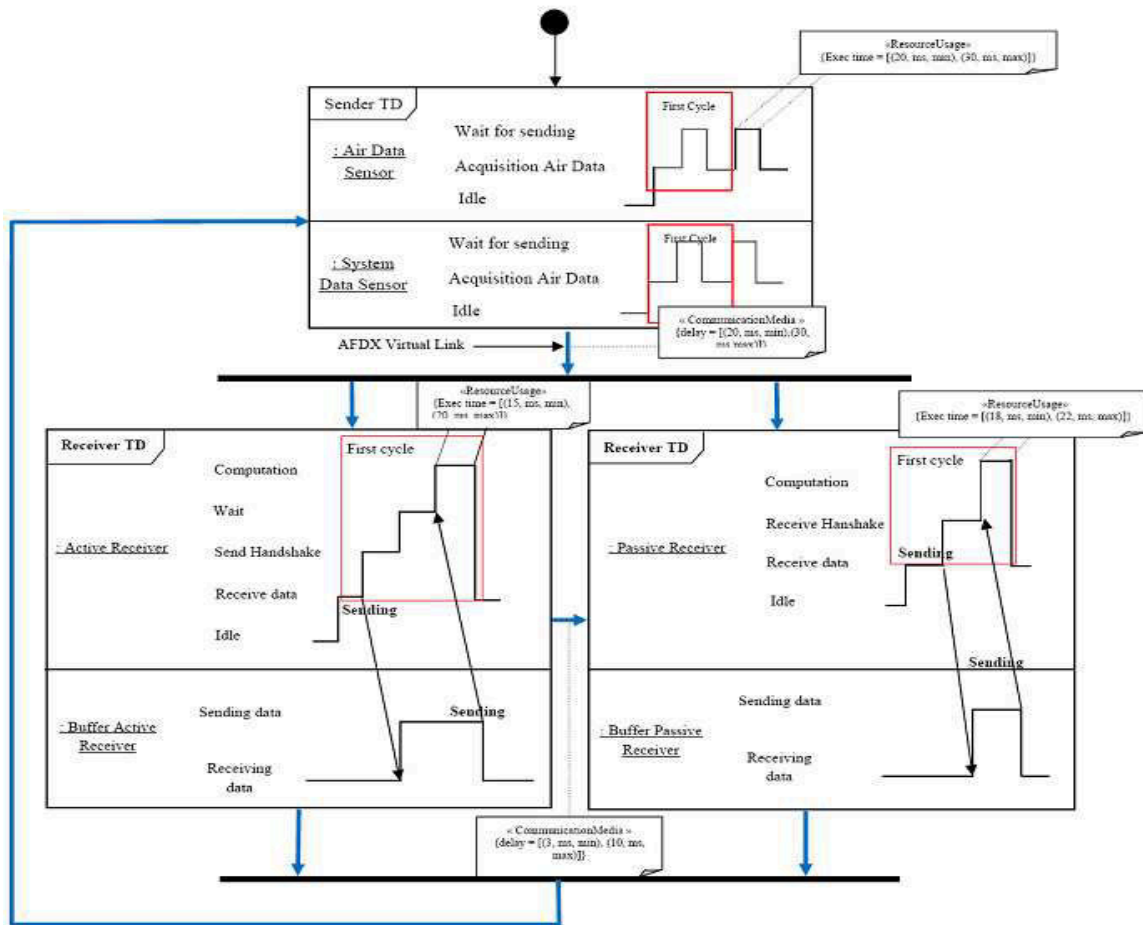 «ResourceUsage»
(Exec time = [(20, ms, min), (30, ms, max)])
Sender TD
First Cycle
Wait for sending
: Air Data
Sensor
Acquisition Air Data
Idle
Wait for sending
First Cycle
: System
Data Sensor
Acquisition Air Data
Idle
« CommunicationMedia »
{delay = [(20, ms, min),(30,
ms max)]}
AFDX Virtual Link
«ResourceUsage»
(Exec time = [(15, ms, min),
(20, ms, max)])
«ResourceUsage»
(Exec time = [(18, ms, min), (22, ms, max)])
Receiver TD
First cycle
Computation
Wait
: Active Receiver
Send Handshake
Receive data
Sending
Idle
Receiver TD
First cycle
Computation
Receive Hanshake
: Passive Receiver
Sending
Receive data
Idle
Sending
Sending data
Sending
: Buffer Active
Receiver
Receiving
data
Sending data
: Buffer Passive
Receiver
Receiving
data
« CommunicationMedia »
{delay = [(3, ms, min), (10, ms,
max)]}